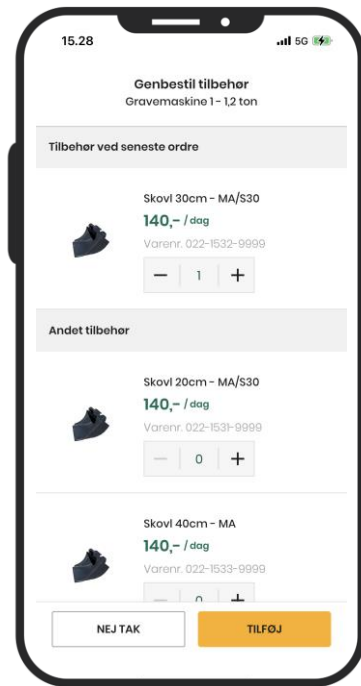 15.28
5G
Genbestil tilbehør
Gravemaskine 1 - 1,2 ton
Tilbehør ved seneste ordre
Skovl 30cm - MA/S30
140,- / dag
Varenr. 022-1532-9999
— 1 +
Andet tilbehør
Skovl 20cm - MA/S30
140,- / dag
Varenr. 022-1531-9999
— 0 +
Skovl 40cm - MA
140,- / dag
Varenr. 022-1533-9999
— 0 +
NEJ TAK
TILFØJ